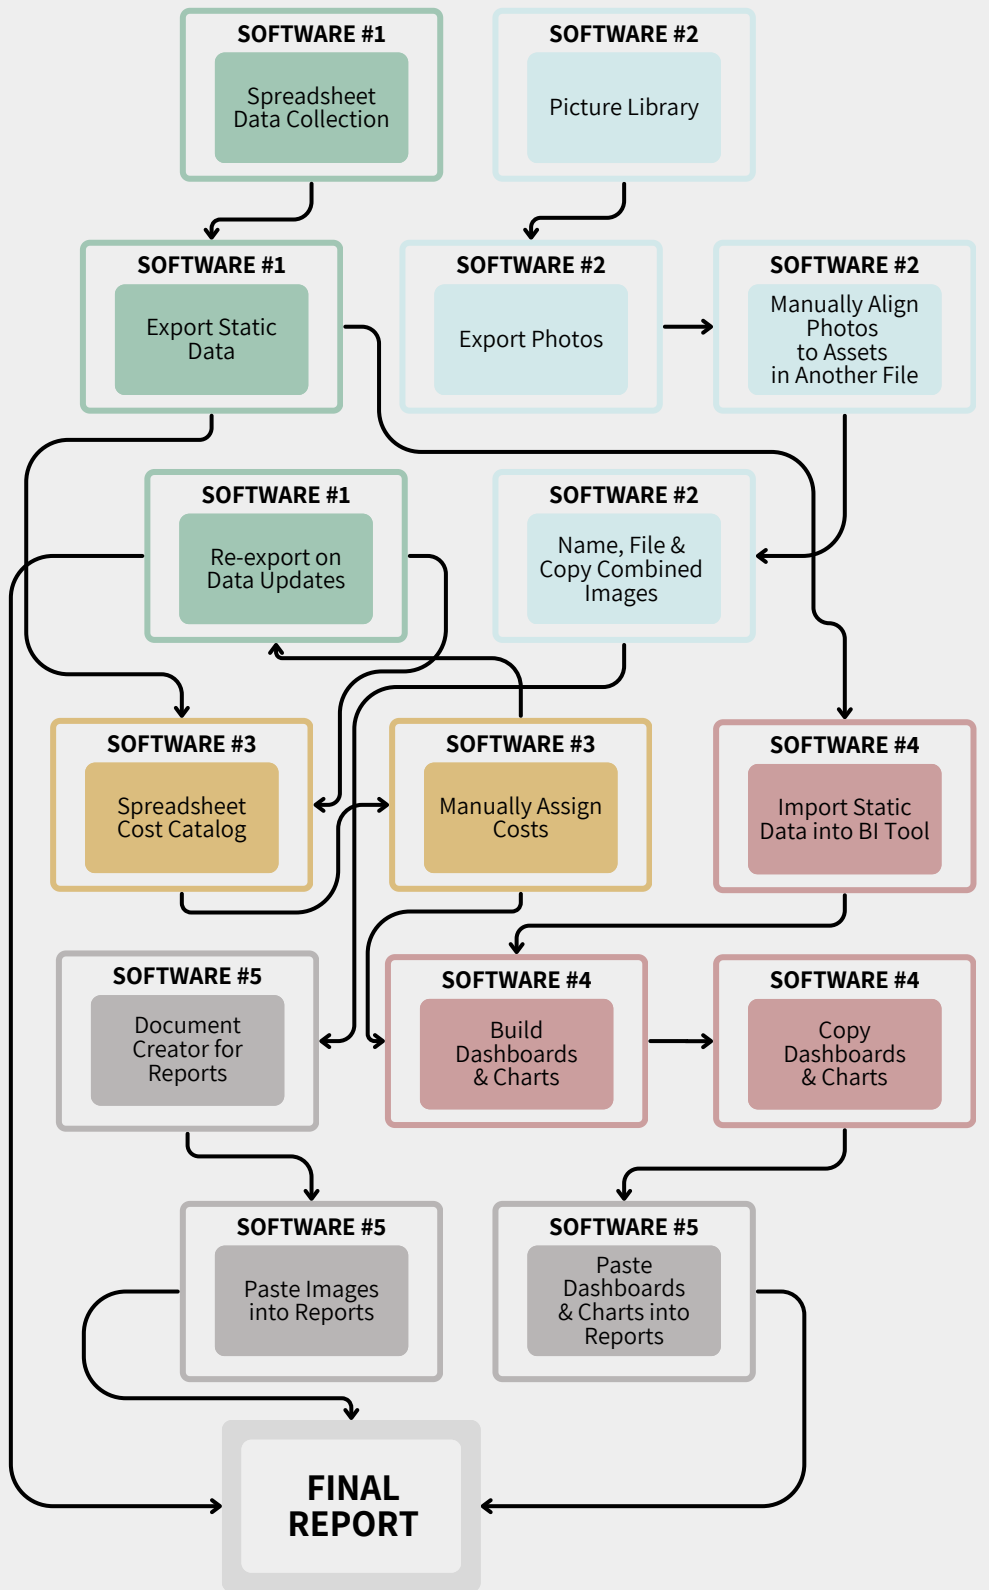 SOFTWARE #1
Spreadsheet
Data Collection
SOFTWARE #2
Picture Library
SOFTWARE #1
Export Static
Data
SOFTWARE #2
Export Photos
SOFTWARE #2
Manually Align
Photos
to Assets
in Another File
SOFTWARE #1
Re-export on
Data Updates
SOFTWARE #2
Name, File &
Copy Combined
Images
SOFTWARE #3
Spreadsheet
Cost Catalog
SOFTWARE #3
Manually Assign
Costs
SOFTWARE #4
Import Static
Data into BI Tool
SOFTWARE #5
Document
Creator for
Reports
SOFTWARE #4
Build
Dashboards
& Charts
SOFTWARE #4
Copy
Dashboards
& Charts
SOFTWARE #5
Paste Images
into Reports
SOFTWARE #5
Paste
Dashboards
& Charts into
Reports
FINAL
REPORT